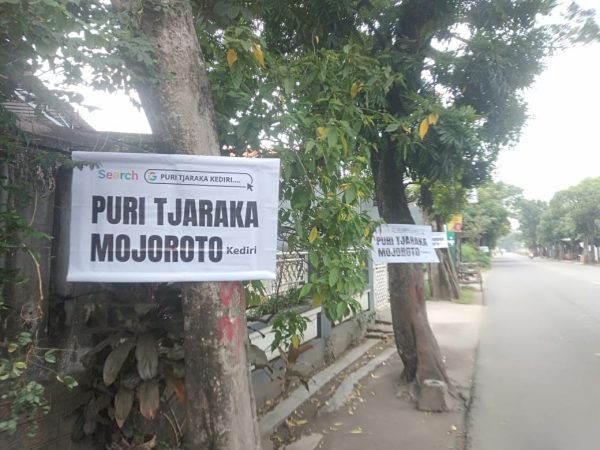 Search G PURI TJARAKA KEDIRI....
PURI TJARAKA
MOJOROTO Kediri
PURI TJARAKA
MOJOROTO